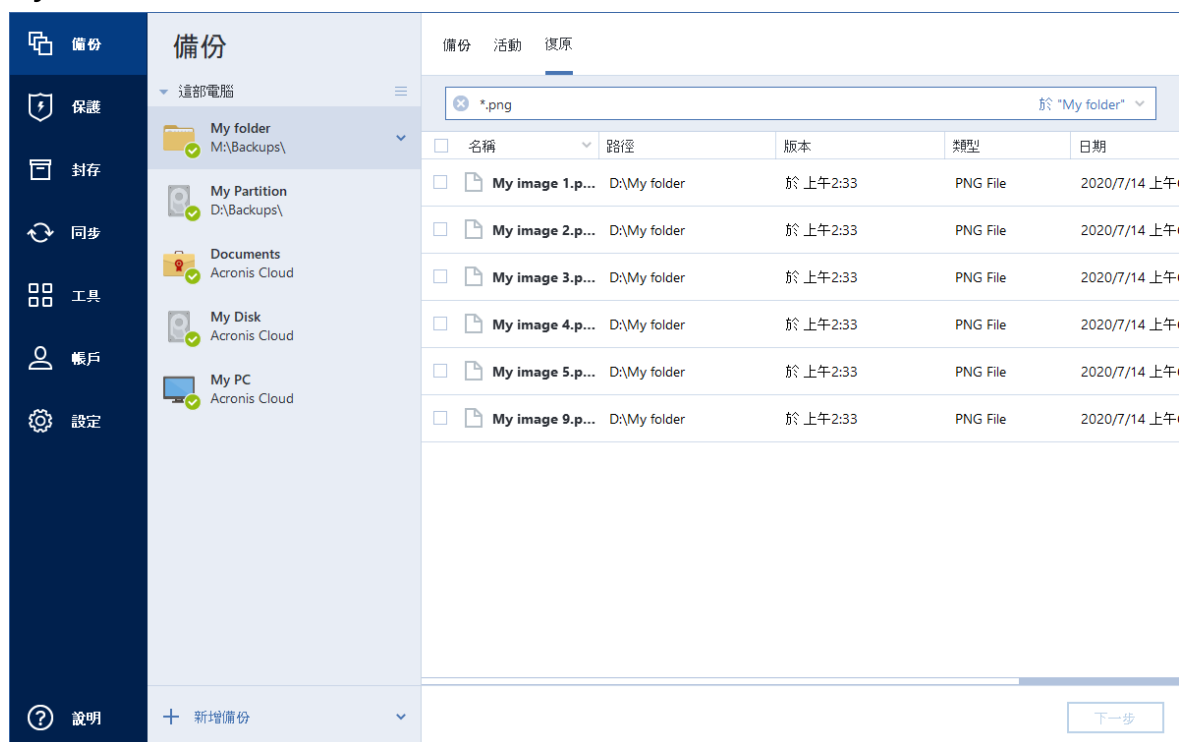 備份
保護
封存
同步
工具
帳戶
設定
說明
備份
這部電腦
My folder
M:\Backups\
My Partition
D:\Backups\
Documents
Acronis Cloud
My Disk
Acronis Cloud
My PC
Acronis Cloud
新增備份
備份 活動 復原
*.png 於 "My folder"
名稱 路徑 版本 類型 日期
My image 1.p... D:\My folder 於 上午2:33 PNG File 2020/7/14 上午
My image 2.p... D:\My folder 於 上午2:33 PNG File 2020/7/14 上午
My image 3.p... D:\My folder 於 上午2:33 PNG File 2020/7/14 上午
My image 4.p... D:\My folder 於 上午2:33 PNG File 2020/7/14 上午
My image 5.p... D:\My folder 於 上午2:33 PNG File 2020/7/14 上午
My image 9.p... D:\My folder 於 上午2:33 PNG File 2020/7/14 上午
下一步